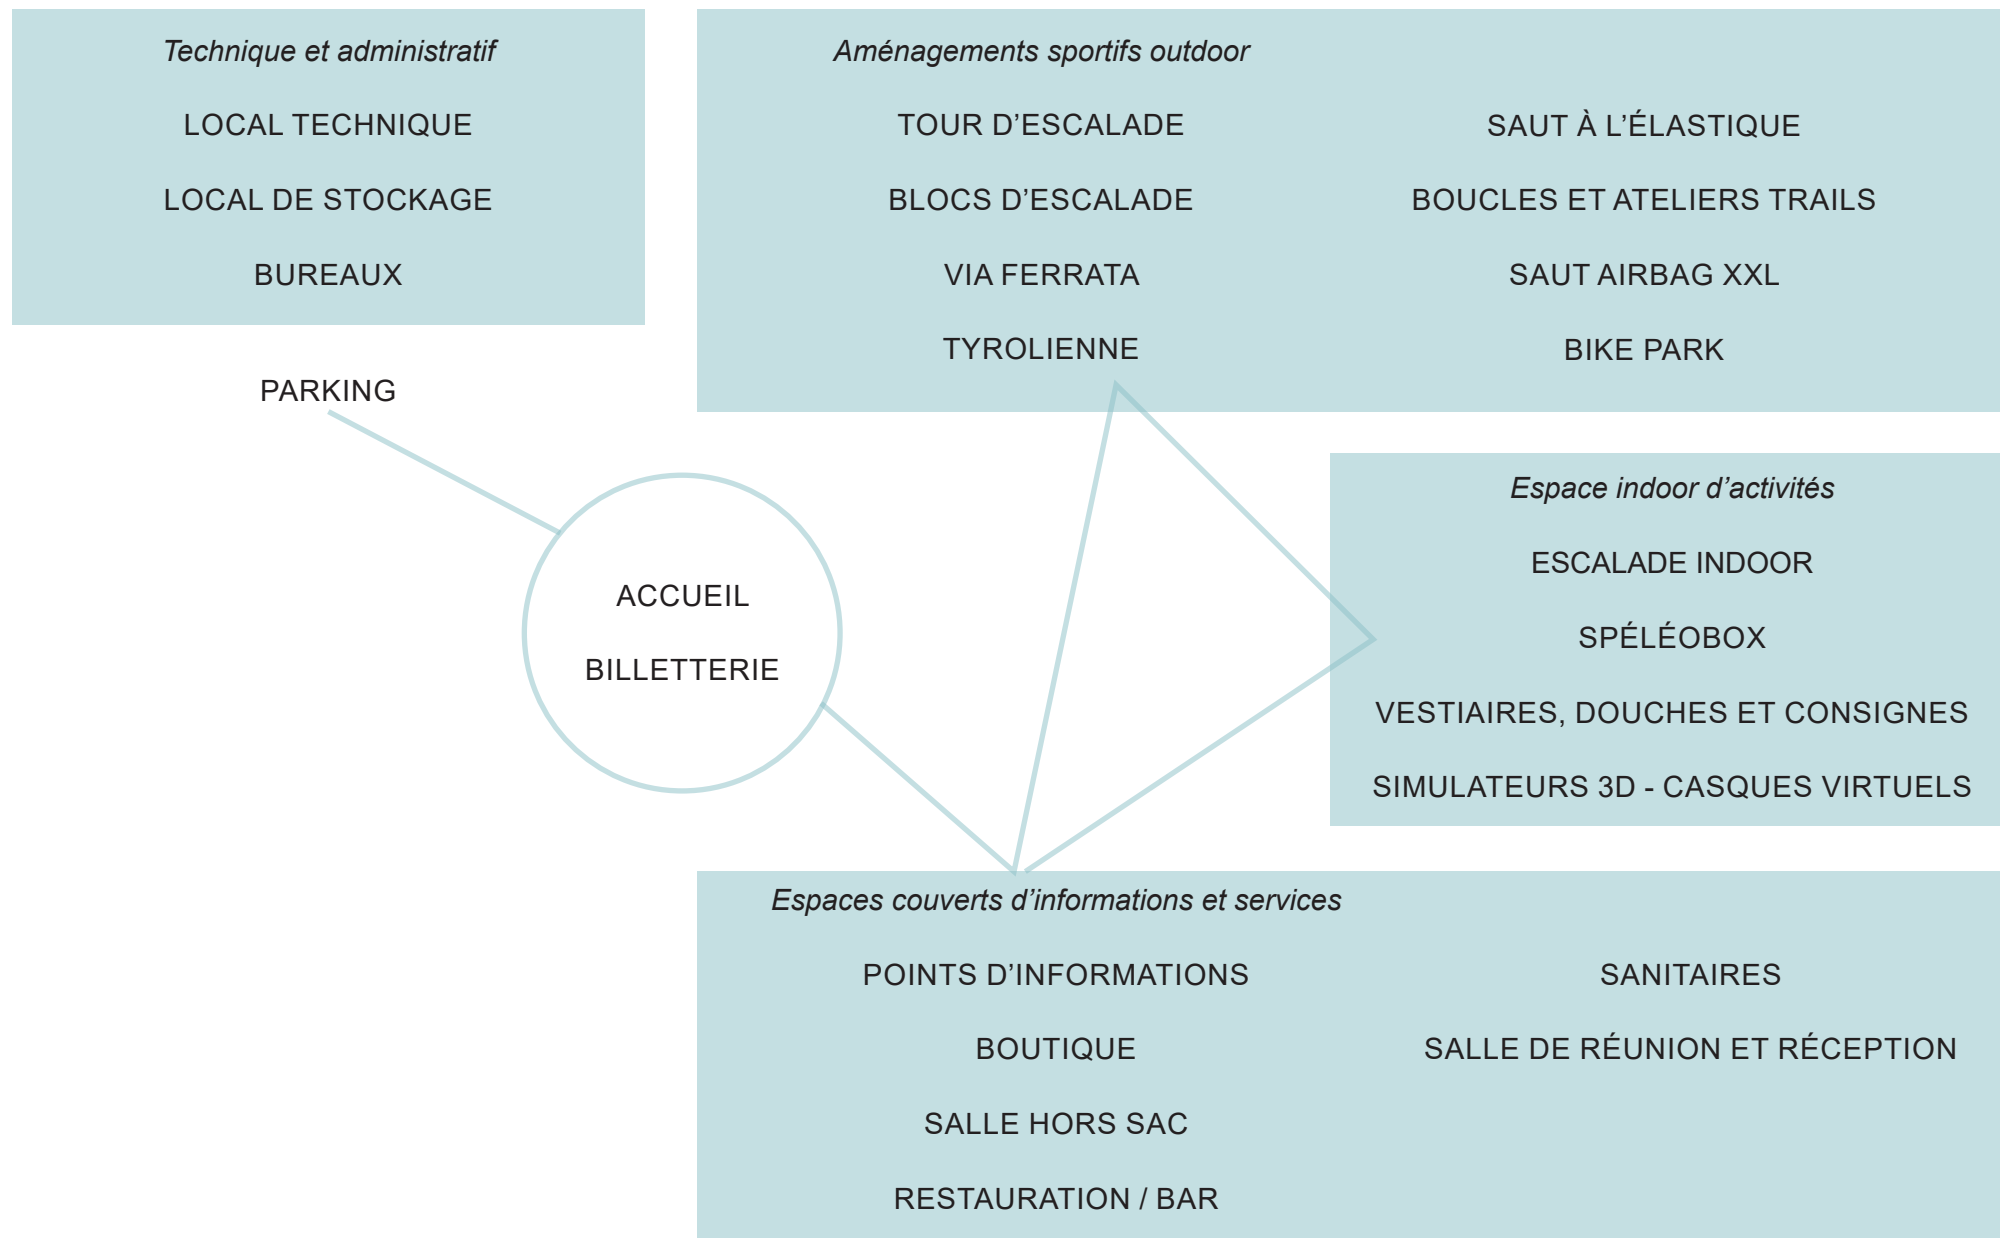 Technique et administratif
LOCAL TECHNIQUE
LOCAL DE STOCKAGE
BUREAUX
PARKING
Aménagements sportifs outdoor
TOUR D’ESCALADE
BLOCS D’ESCALADE
VIA FERRATA
TYROLIENNE
SAUT À L’ÉLASTIQUE
BOUCLES ET ATELIERS TRAILS
SAUT AIRBAG XXL
BIKE PARK
ACCUEIL
BILLETTERIE
Espace indoor d’activités
ESCALADE INDOOR
SPÉLÉOBOX
VESTIAIRES, DOUCHES ET CONSIGNES
SIMULATEURS 3D - CASQUES VIRTUELS
Espaces couverts d’informations et services
POINTS D’INFORMATIONS
BOUTIQUE
SALLE HORS SAC
RESTAURATION / BAR
SANITAIRES
SALLE DE RÉUNION ET RÉCEPTION